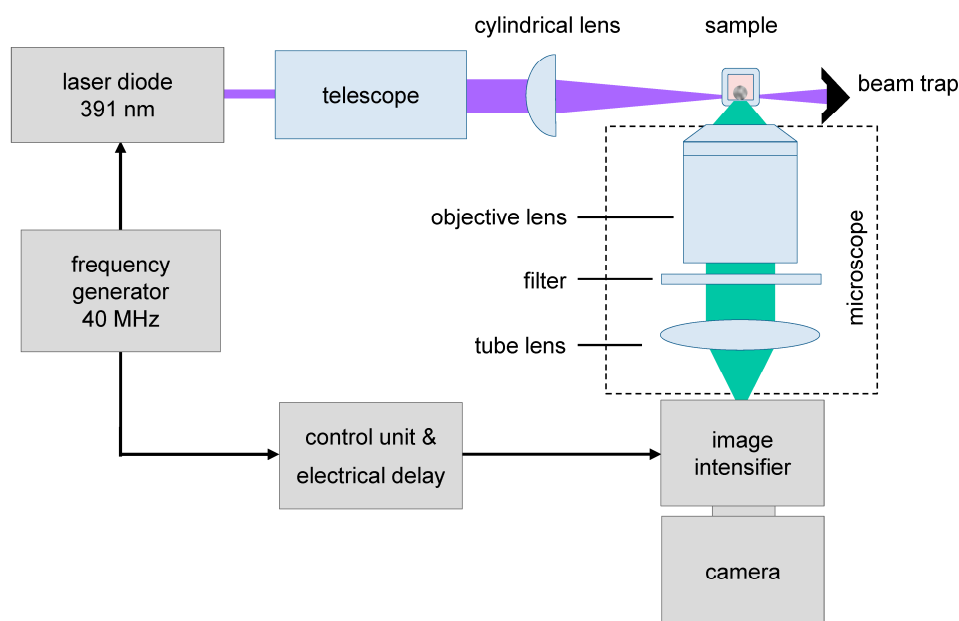 cylindrical lens
sample
laser diode
391 nm
telescope
beam trap
objective lens
microscope
frequency
generator
40 MHz
filter
tube lens
control unit &
electrical delay
image
intensifier
camera